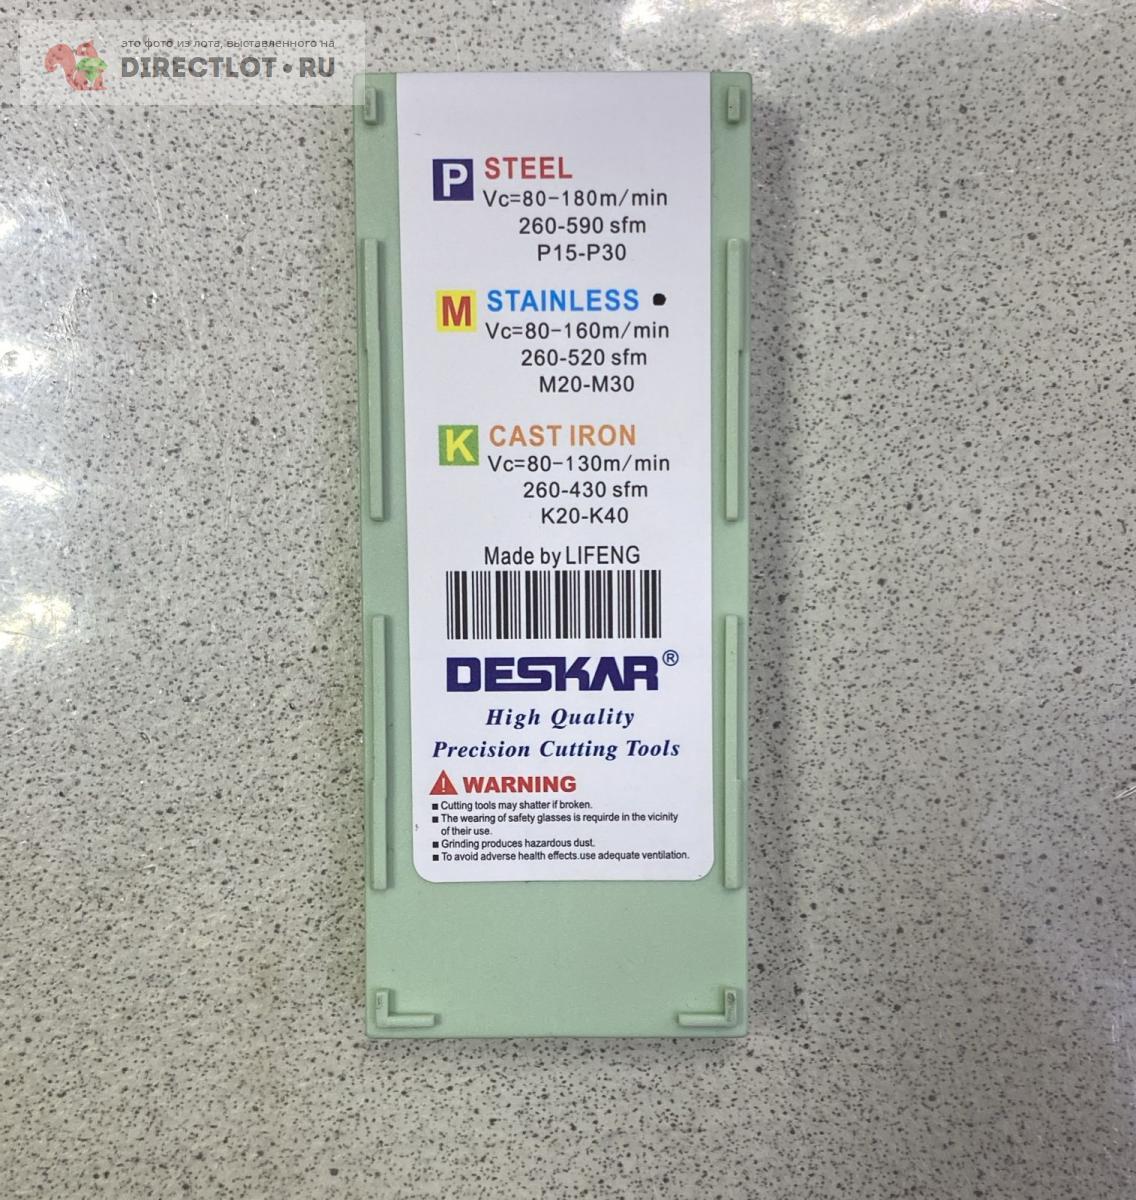 это фото из лота, выставленного на
DIRECTLOT•RU
P STEEL
Vc=80-180m/min
260-590 sfm
P15-P30
M STAINLESS ●
Vc=80-160m/min
260-520 sfm
M20-M30
K CAST IRON
Vc=80-130m/min
260-430 sfm
K20-K40
Made by LIFENG
DESKAR®
High Quality
Precision Cutting Tools
! WARNING
■ Cutting tools may shatter if broken.
■ The wearing of safety glasses is requirde in the vicinity
of their use.
■ Grinding produces hazardous dust.
■ To avoid adverse health effects.use adequate ventilation.